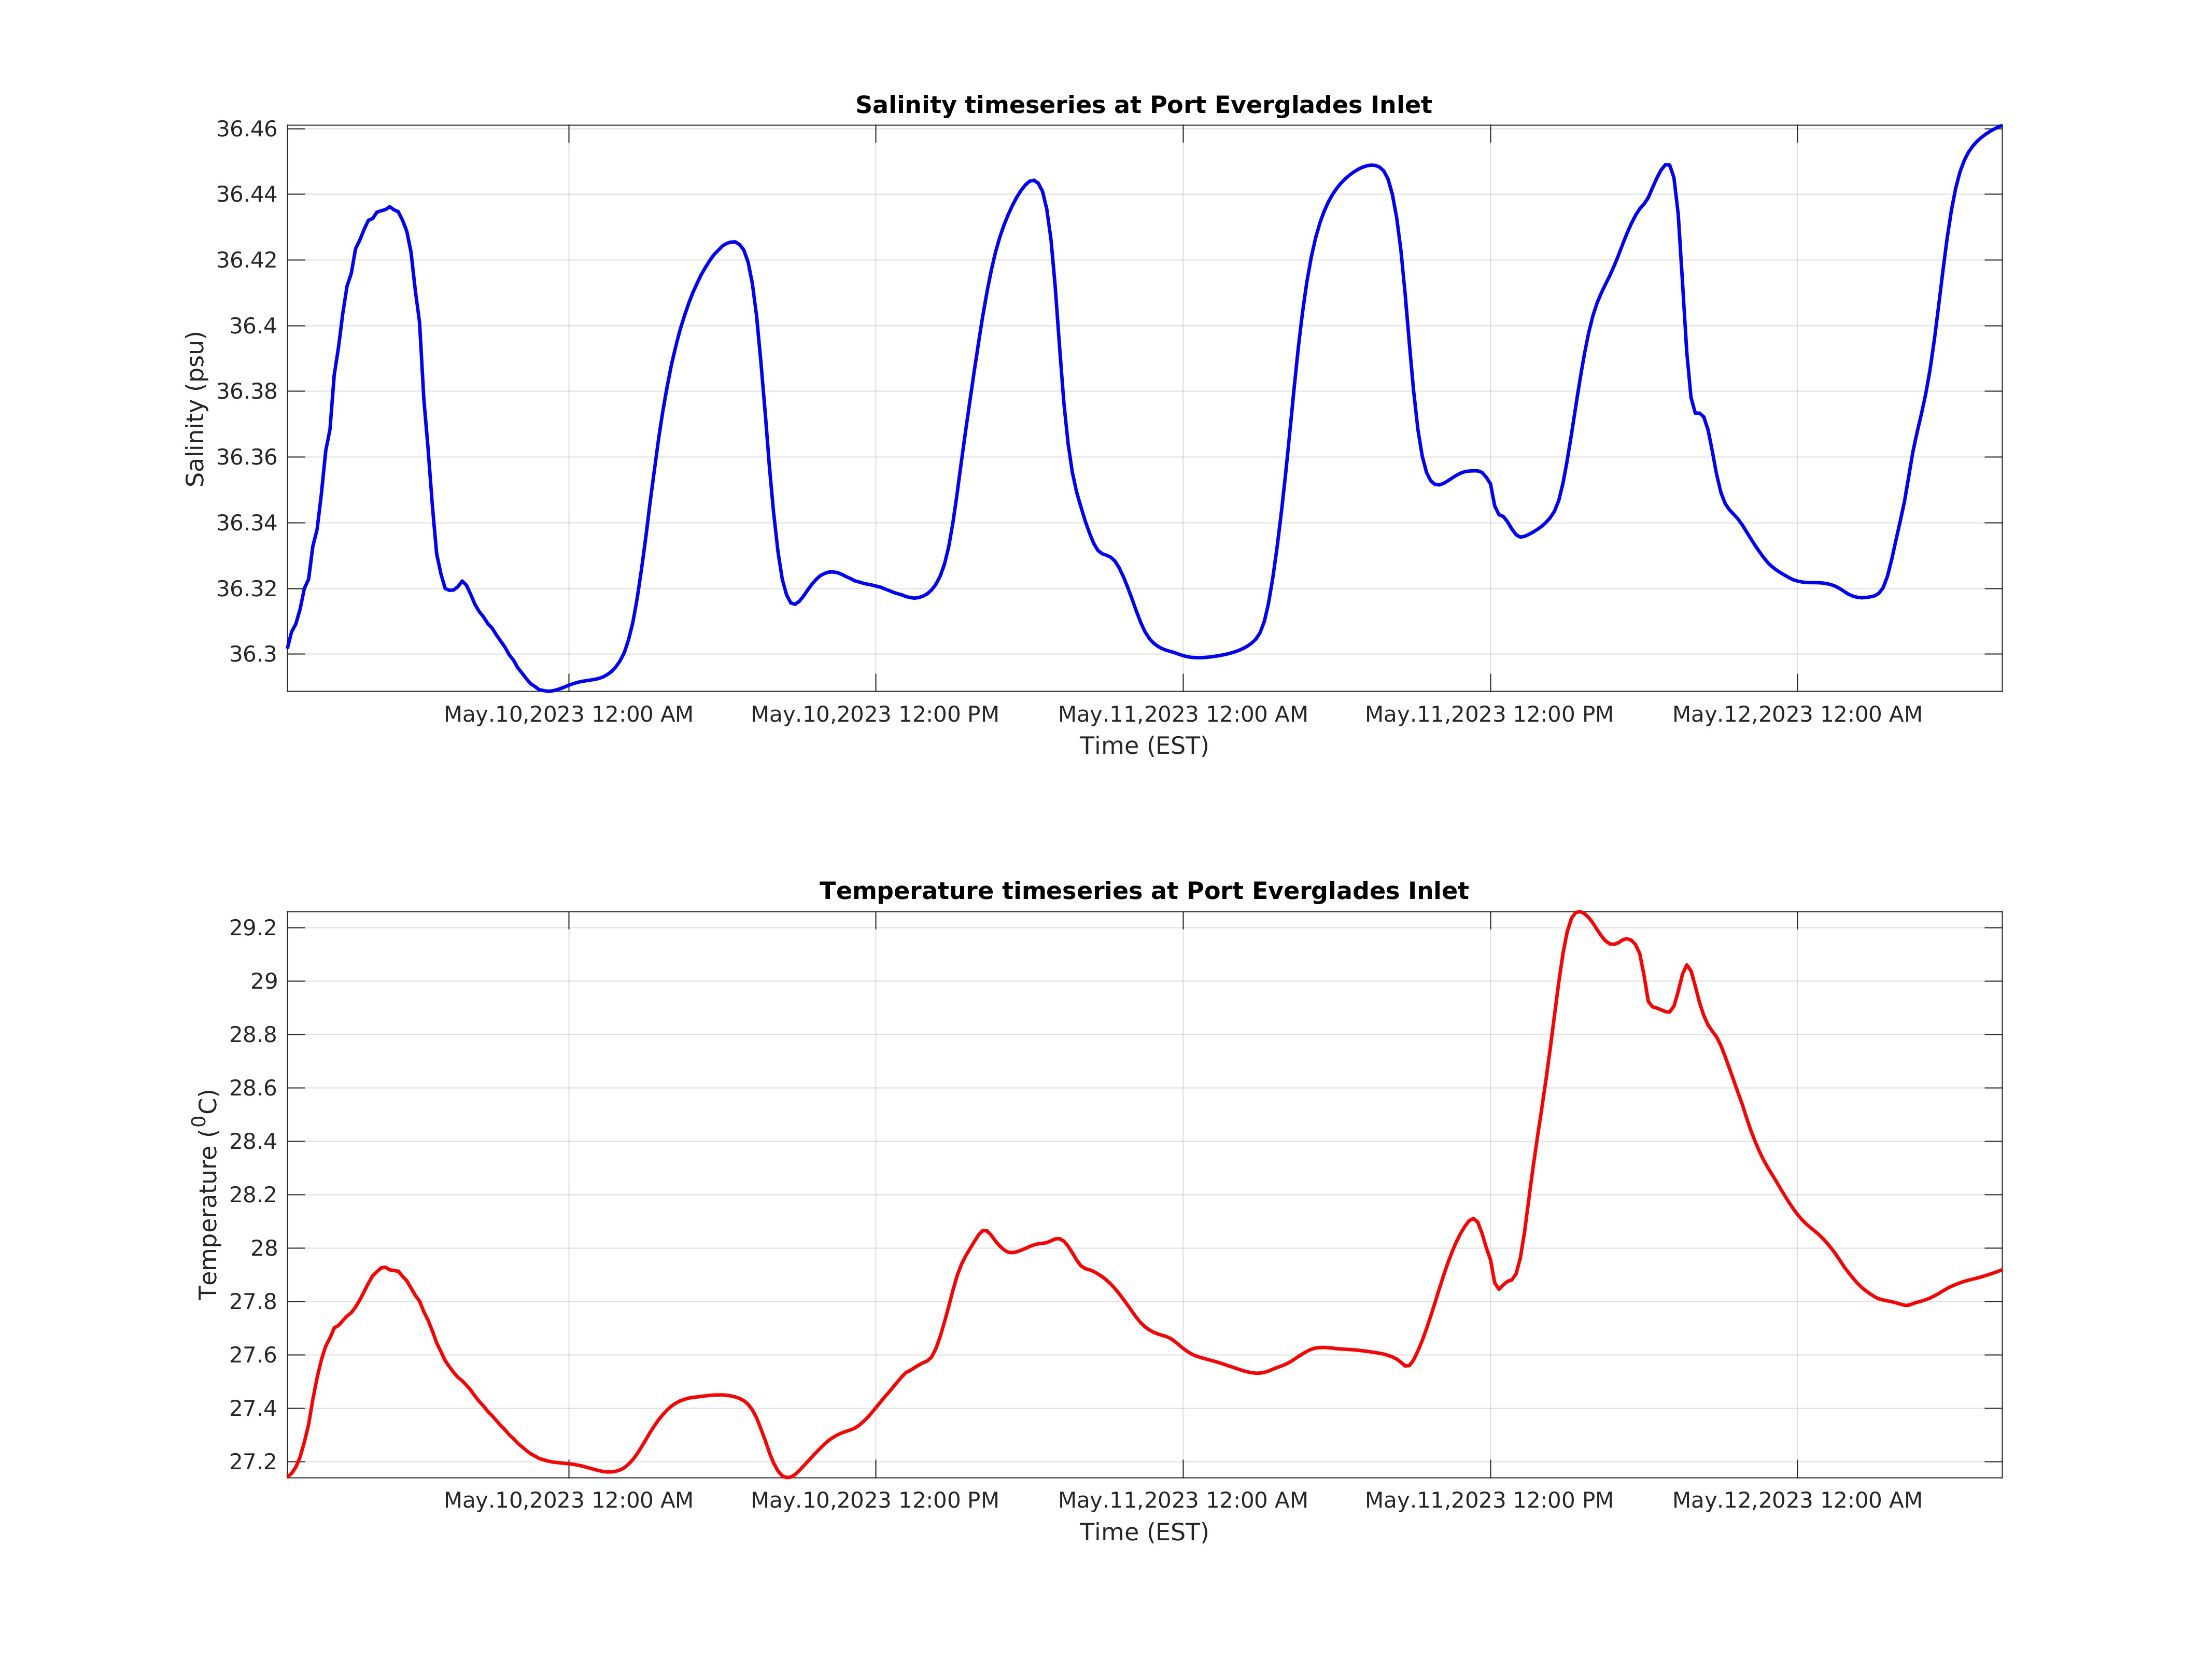 Salinity timeseries at Port Everglades Inlet
36.46
36.44
36.42
36.4
36.38
36.36
36.34
36.32
36.3
Salinity (psu)
May.10,2023 12:00 AM May.10,2023 12:00 PM May.11,2023 12:00 AM May.11,2023 12:00 PM May.12,2023 12:00 AM
Time (EST)
Temperature timeseries at Port Everglades Inlet
29.2
29
28.8
28.6
28.4
28.2
28
27.8
27.6
27.4
27.2
Temperature (⁰C)
May.10,2023 12:00 AM May.10,2023 12:00 PM May.11,2023 12:00 AM May.11,2023 12:00 PM May.12,2023 12:00 AM
Time (EST)